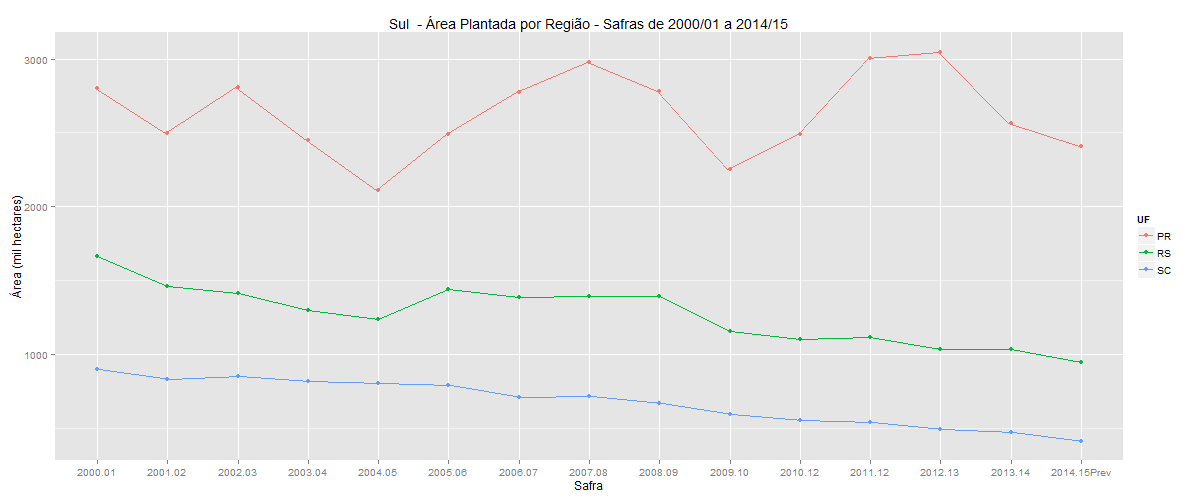 Sul - Área Plantada por Região - Safras de 2000/01 a 2014/15
Área (mil hectares)
3000
2000
1000
2000.01 2001.02 2002.03 2003.04 2004.05 2005.06 2006.07 2007.08 2008.09 2009.10 2010.12 2011.12 2012.13 2013.14 2014.15Prev
Safra
UF
PR
RS
SC